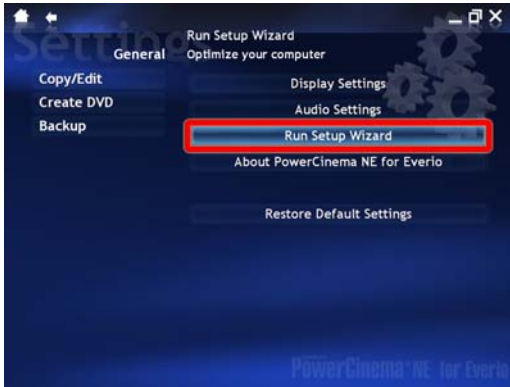 Setting
Run Setup Wizard
General
Optimize your computer
Copy/Edit
Create DVD
Backup
Display Settings
Audio Settings
Run Setup Wizard
About PowerCinema NE for Everio
Restore Default Settings
PowerCinema NE for Everio